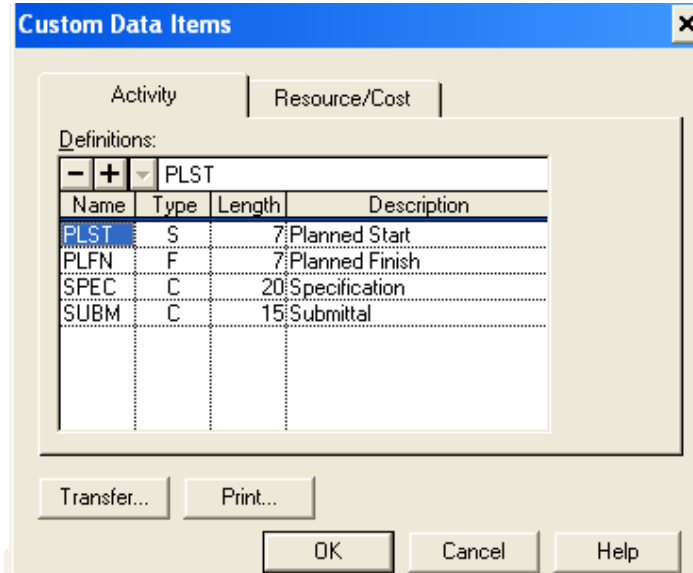 Custom Data Items
Activity Resource/Cost
Definitions:
PLST
Name Type Length Description
PLST S 7 Planned Start
PLFN F 7 Planned Finish
SPEC C 20 Specification
SUBM C 15 Submittal
Transfer... Print...
OK Cancel Help